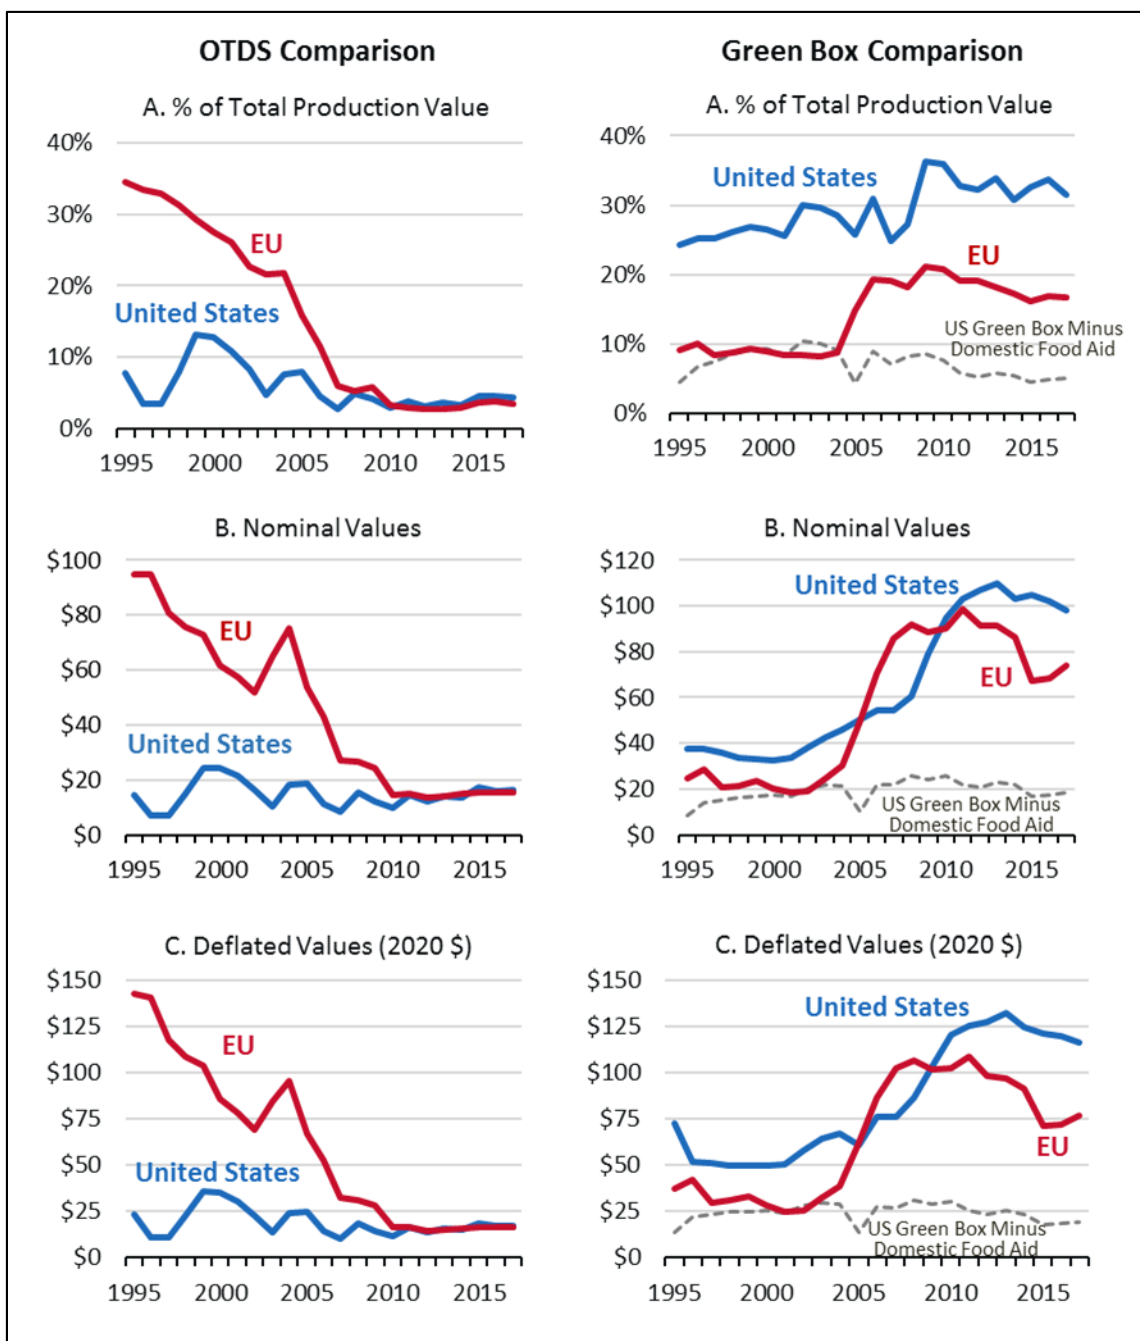 OTDS Comparison
A. % of Total Production Value
40%
30%
20%
10%
0%
EU
United States
1995 2000 2005 2010 2015
B. Nominal Values
$100
$80
$60
$40
$20
$0
EU
United States
1995 2000 2005 2010 2015
C. Deflated Values (2020 $)
$150
$125
$100
$75
$50
$25
$0
EU
United States
1995 2000 2005 2010 2015
Green Box Comparison
A. % of Total Production Value
40%
30%
20%
10%
0%
United States
EU
US Green Box Minus
Domestic Food Aid
1995 2000 2005 2010 2015
B. Nominal Values
$120
$100
$80
$60
$40
$20
$0
United States
EU
US Green Box Minus
Domestic Food Aid
1995 2000 2005 2010 2015
C. Deflated Values (2020 $)
$150
$125
$100
$75
$50
$25
$0
United States
EU
US Green Box Minus
Domestic Food Aid
1995 2000 2005 2010 2015